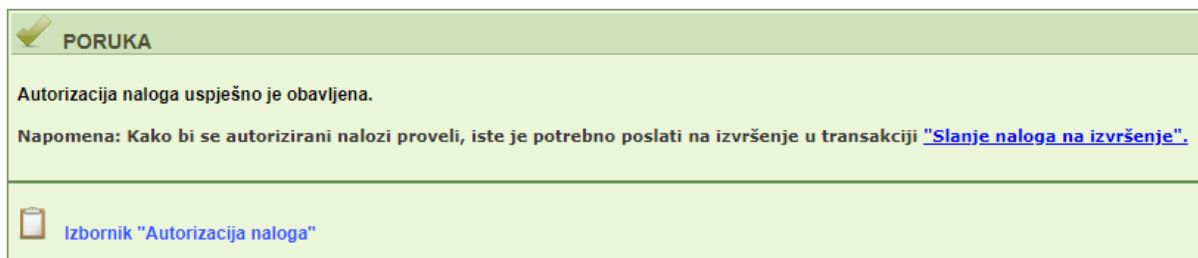 PORUKA
Autorizacija naloga uspješno je obavljena.
Napomena: Kako bi se autorizirani nalozi proveli, iste je potrebno poslati na izvršenje u transakciji "Slanje naloga na izvršenje".
Izbornik "Autorizacija naloga"